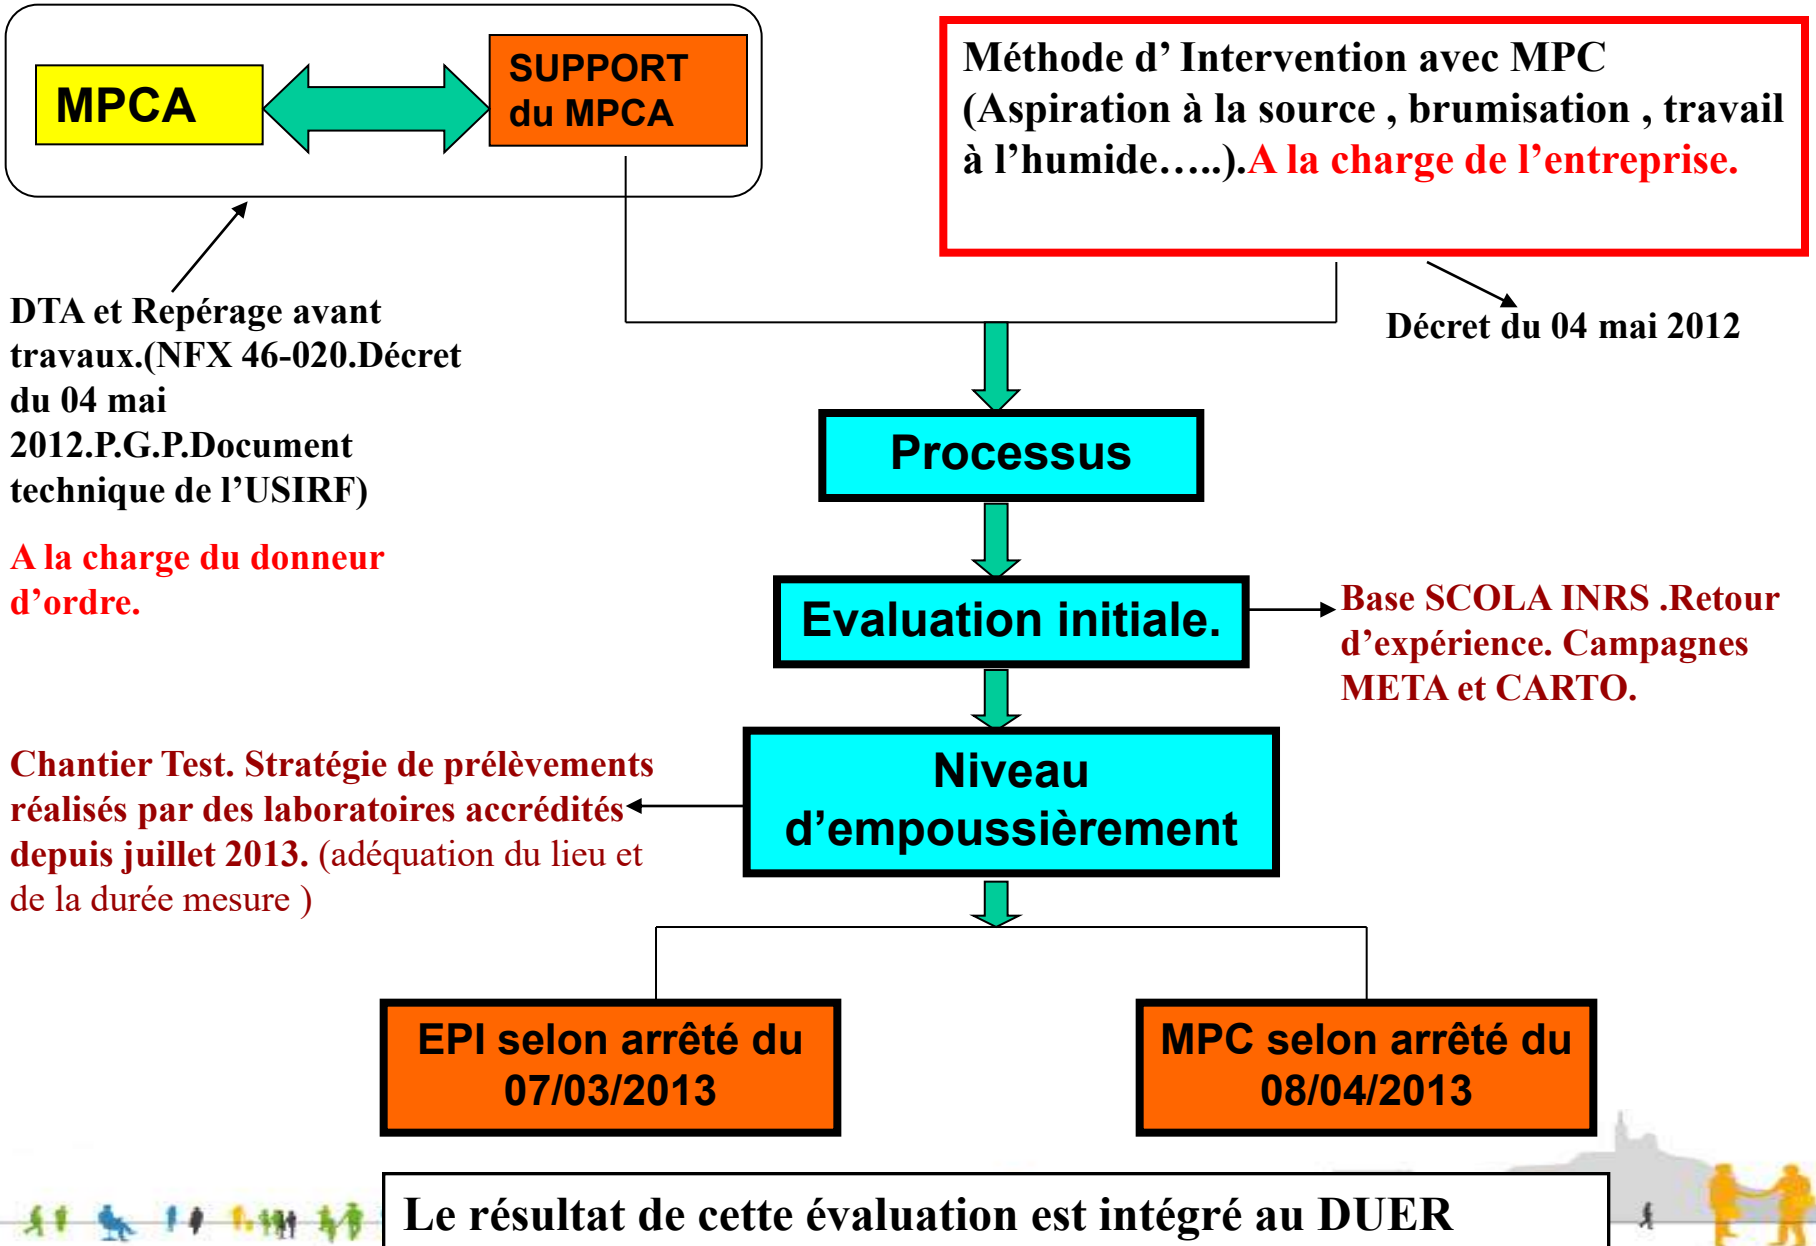 MPCA
SUPPORT
du MPCA
Méthode d’ Intervention avec MPC
(Aspiration à la source , brumisation , travail
à l’humide…..).A la charge de l’entreprise.
DTA et Repérage avant
travaux.(NFX 46-020.Décret
du 04 mai
2012.P.G.P.Document
technique de l’USIRF)
A la charge du donneur
d’ordre.
Décret du 04 mai 2012
Processus
Evaluation initiale.
Base SCOLA INRS .Retour
d’expérience. Campagnes
META et CARTO.
Niveau
d’empoussièrement
Chantier Test. Stratégie de prélèvements
réalisés par des laboratoires accrédités
depuis juillet 2013. (adéquation du lieu et
de la durée mesure )
EPI selon arrêté du
07/03/2013
MPC selon arrêté du
08/04/2013
Le résultat de cette évaluation est intégré au DUER